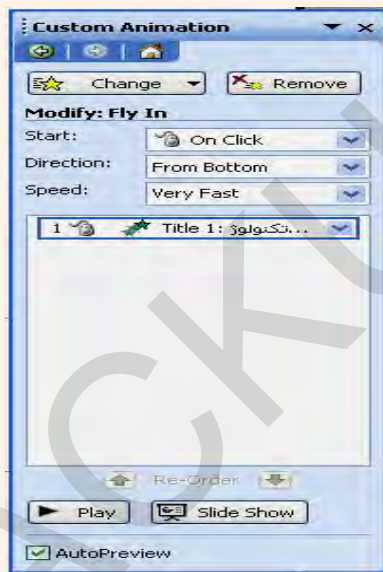 Custom Animation
Change
Remove
Modify: Fly In
Start:
On Click
Direction:
From Bottom
Speed:
Very Fast
1 Title 1: تکنولوژ...
Re-Order
Play
Slide Show
AutoPreview